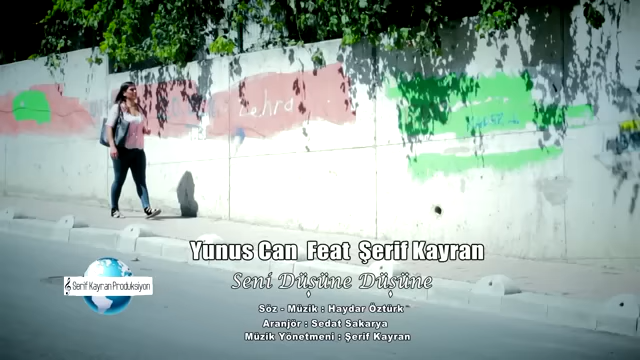 Zehra
Yunus Can Feat Şerif Kayran
Seni Düşüne Düşüne
Şerif Kayran Produksiyon
Söz - Müzik : Haydar Öztürk
Aranjör : Sedat Sakarya
Müzik Yönetmeni : Şerif Kayran